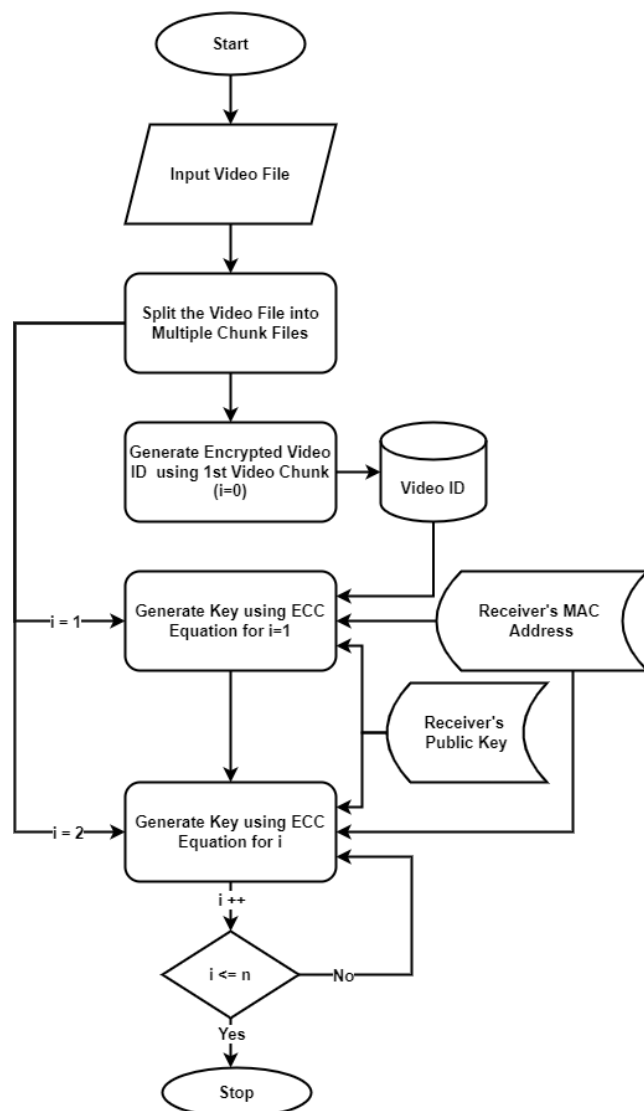 Start
Input Video File
Split the Video File into
Multiple Chunk Files
Generate Encrypted Video
ID using 1st Video Chunk
(i=0)
Video ID
i = 1
Generate Key using ECC
Equation for i=1
Receiver's MAC
Address
Receiver's
Public Key
i = 2
Generate Key using ECC
Equation for i
i ++
i <= n
No
Yes
Stop